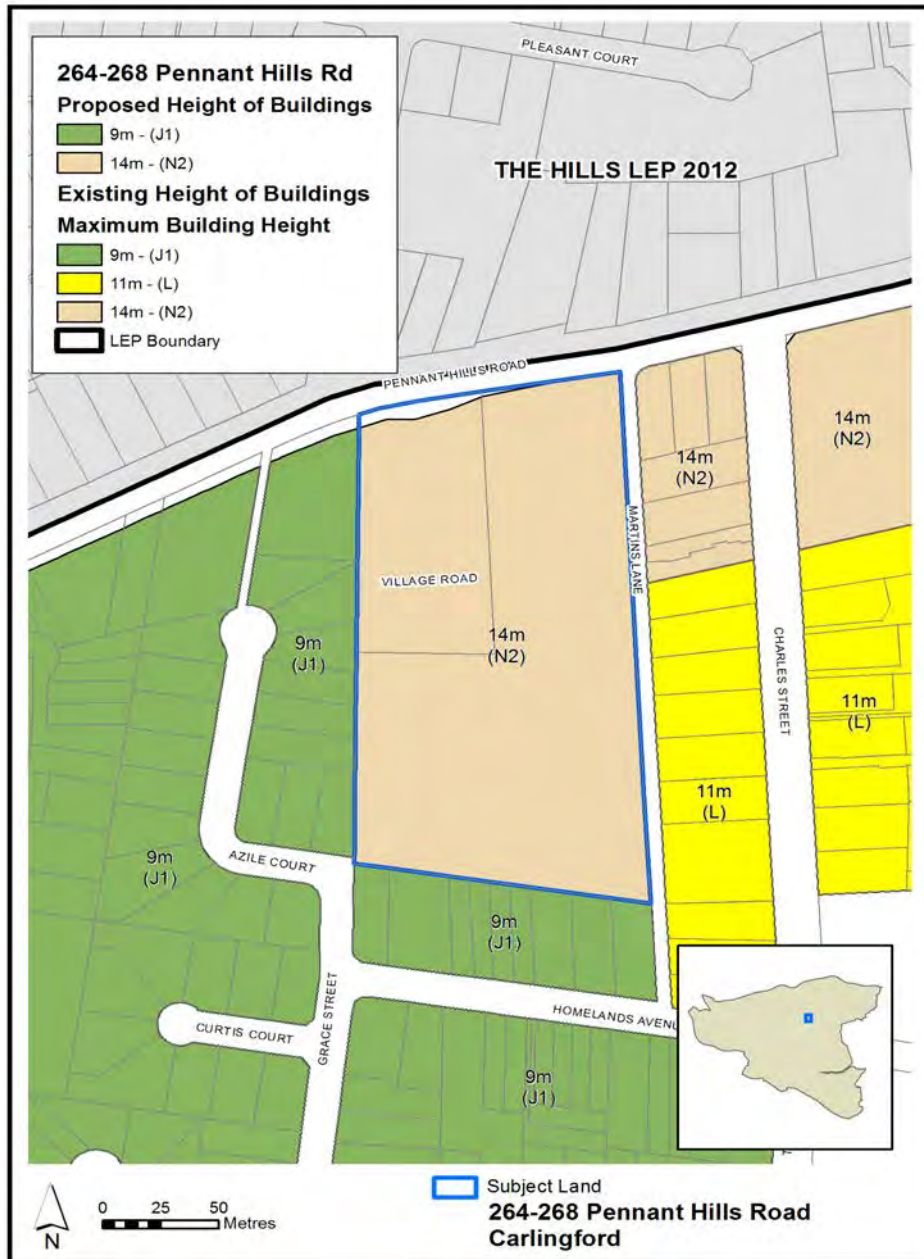 264-268 Pennant Hills Rd
Proposed Height of Buildings
9m - (J1)
14m - (N2)
Existing Height of Buildings
Maximum Building Height
9m - (J1)
11m - (L)
14m - (N2)
LEP Boundary
PLEASANT COURT
THE HILLS LEP 2012
PENNANT HILLS ROAD
14m
(N2)
14m
(N2)
MARTINS LANE
VILLAGE ROAD
14m
(N2)
9m
(J1)
CHARLES STREET
11m
(L)
11m
(L)
9m
(J1)
AZILE COURT
9m
(J1)
GRACE STREET
HOMELANDS AVENU
CURTIS COURT
9m
(J1)
N
0 25 50
Metres
Subject Land
264-268 Pennant Hills Road
Carlingford